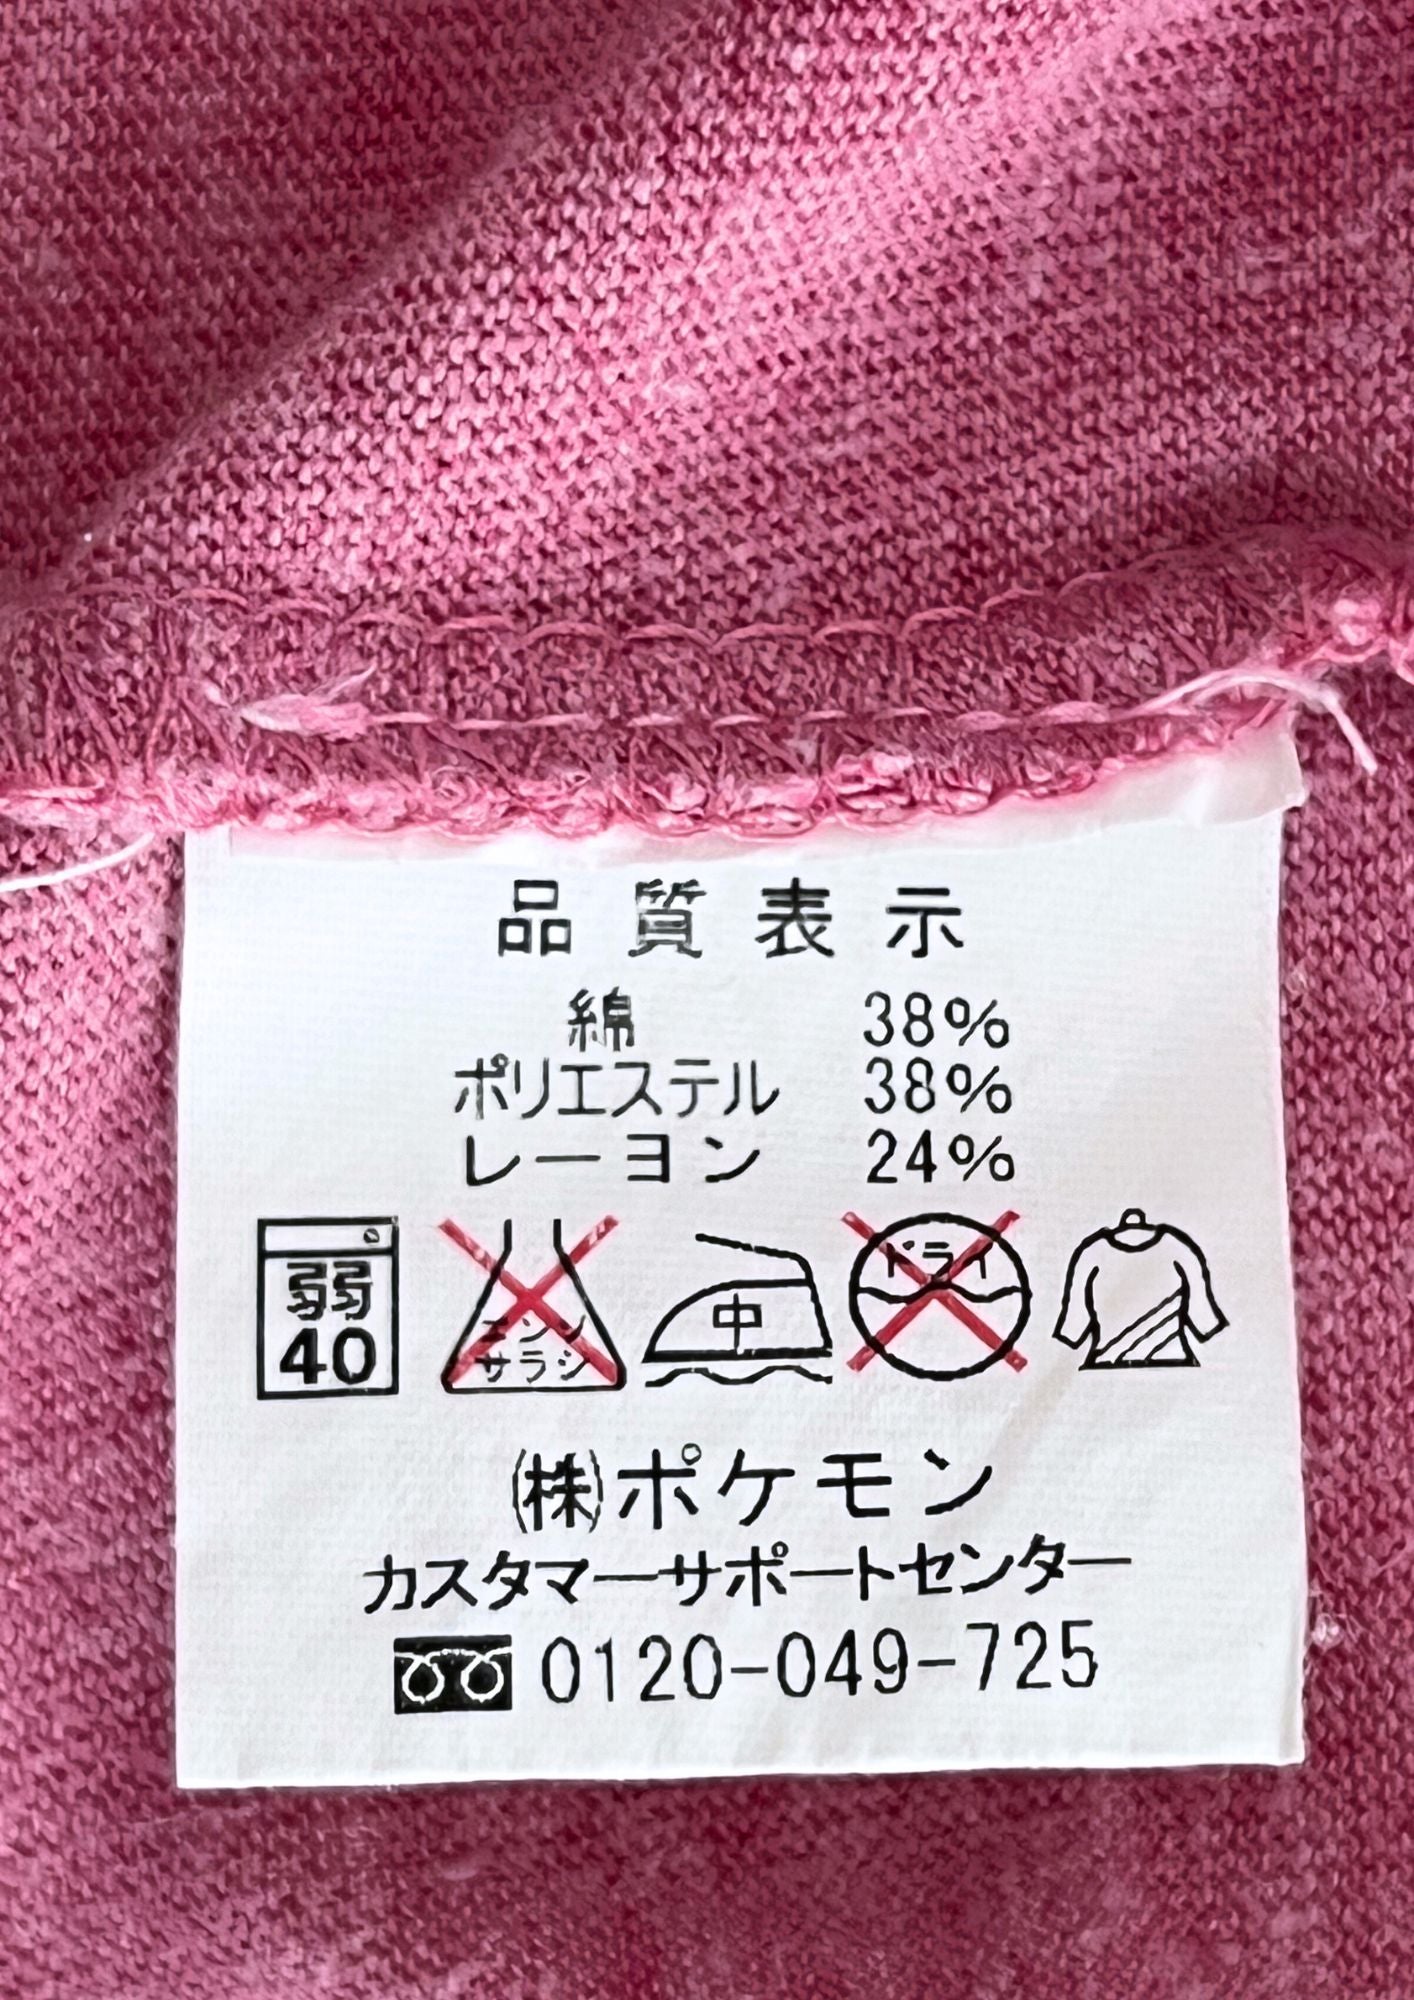 品質表示
綿 38%
ポリエステル 38%
レーヨン 24%
弱 40
エンソ サラシ
中
ドライ
(株)ポケモン
カスタマーサポートセンター
0120-049-725